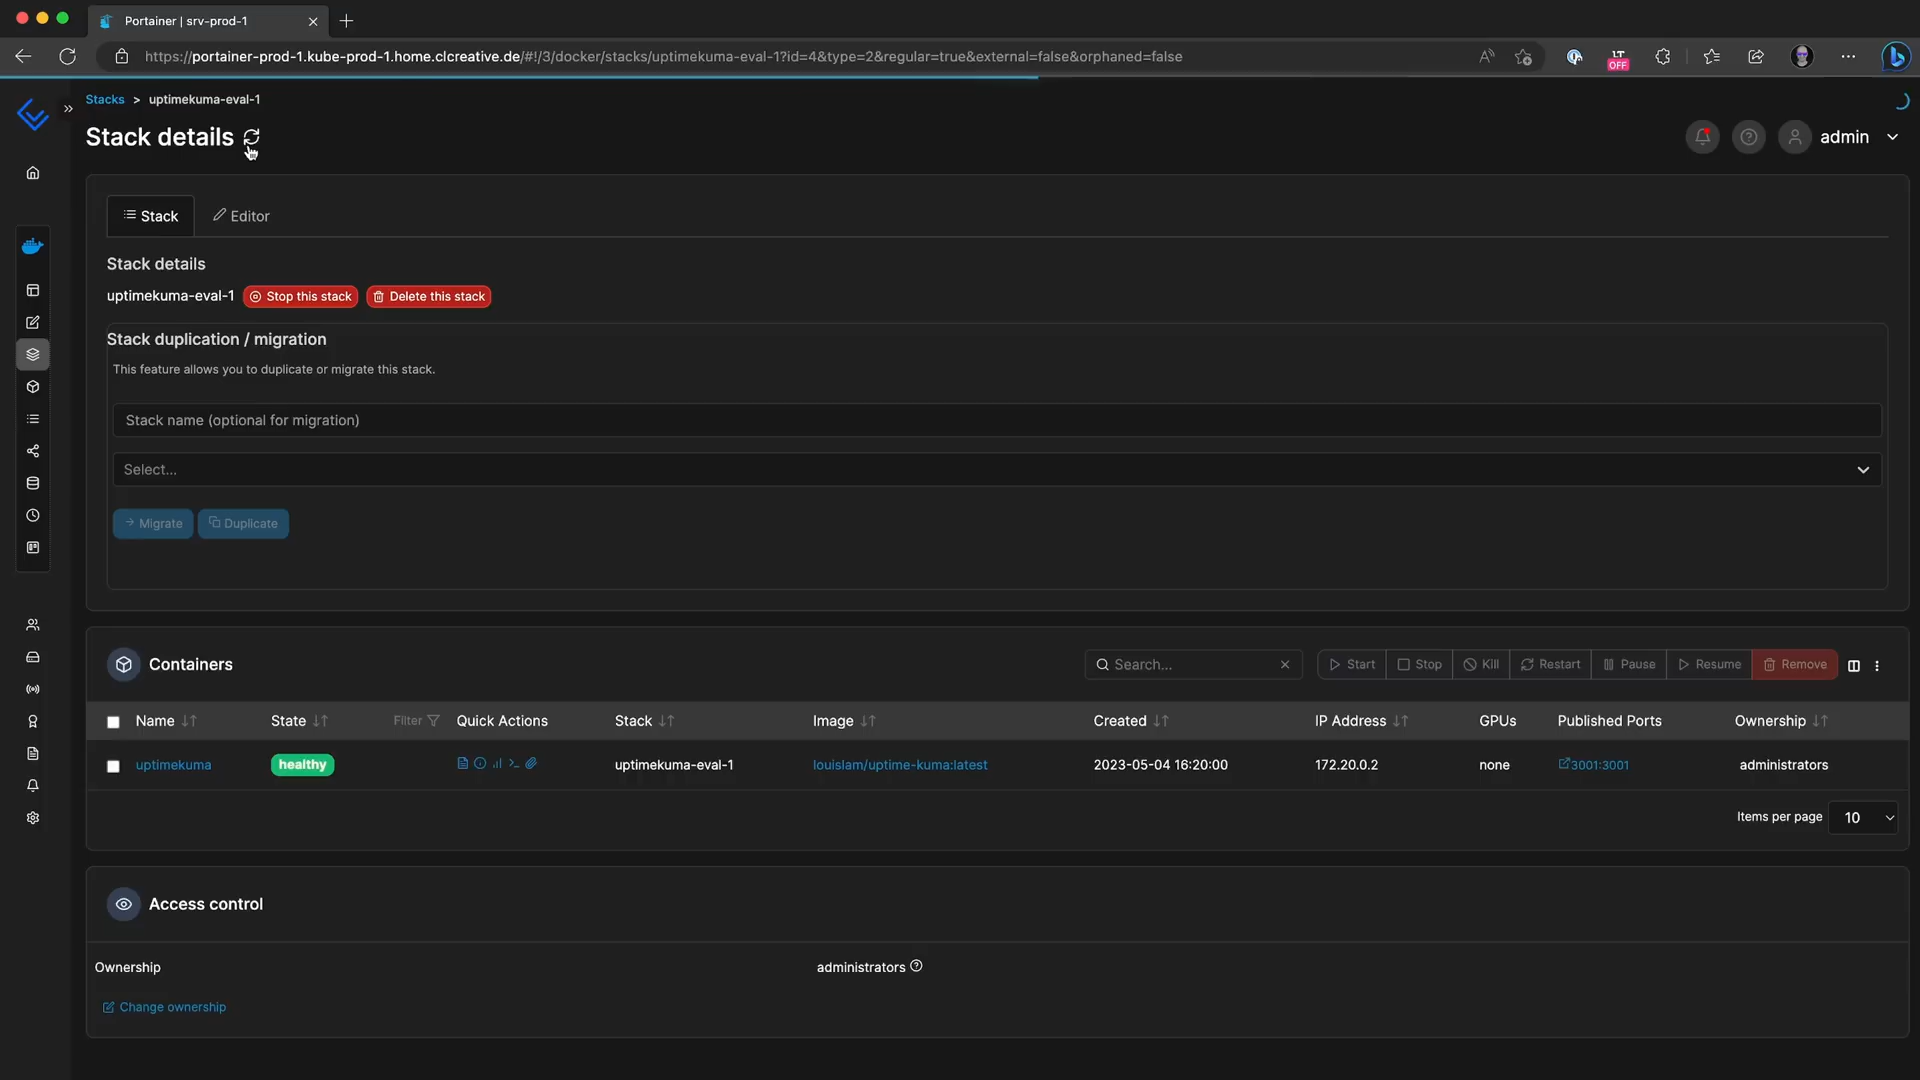 Portainer | srv-prod-1
https://portainer-prod-1.kube-prod-1.home.clcreative.de/#!/3/docker/stacks/uptimekuma-eval-1?id=4&type=2&regular=true&external=false&orphaned=false
LT
OFF
Stacks > uptimekuma-eval-1
Stack details
admin
Stack
Editor
Stack details
uptimekuma-eval-1 Stop this stack Delete this stack
Stack duplication / migration
This feature allows you to duplicate or migrate this stack.
Stack name (optional for migration)
Select...
Migrate Duplicate
Containers
Search...
Start Stop Kill Restart Pause Resume Remove
Name State Filter Quick Actions Stack Image Created IP Address GPUs Published Ports Ownership
uptimekuma healthy uptimekuma-eval-1 louislam/uptime-kuma:latest 2023-05-04 16:20:00 172.20.0.2 none 3001:3001 administrators
Items per page 10
Access control
Ownership administrators
Change ownership